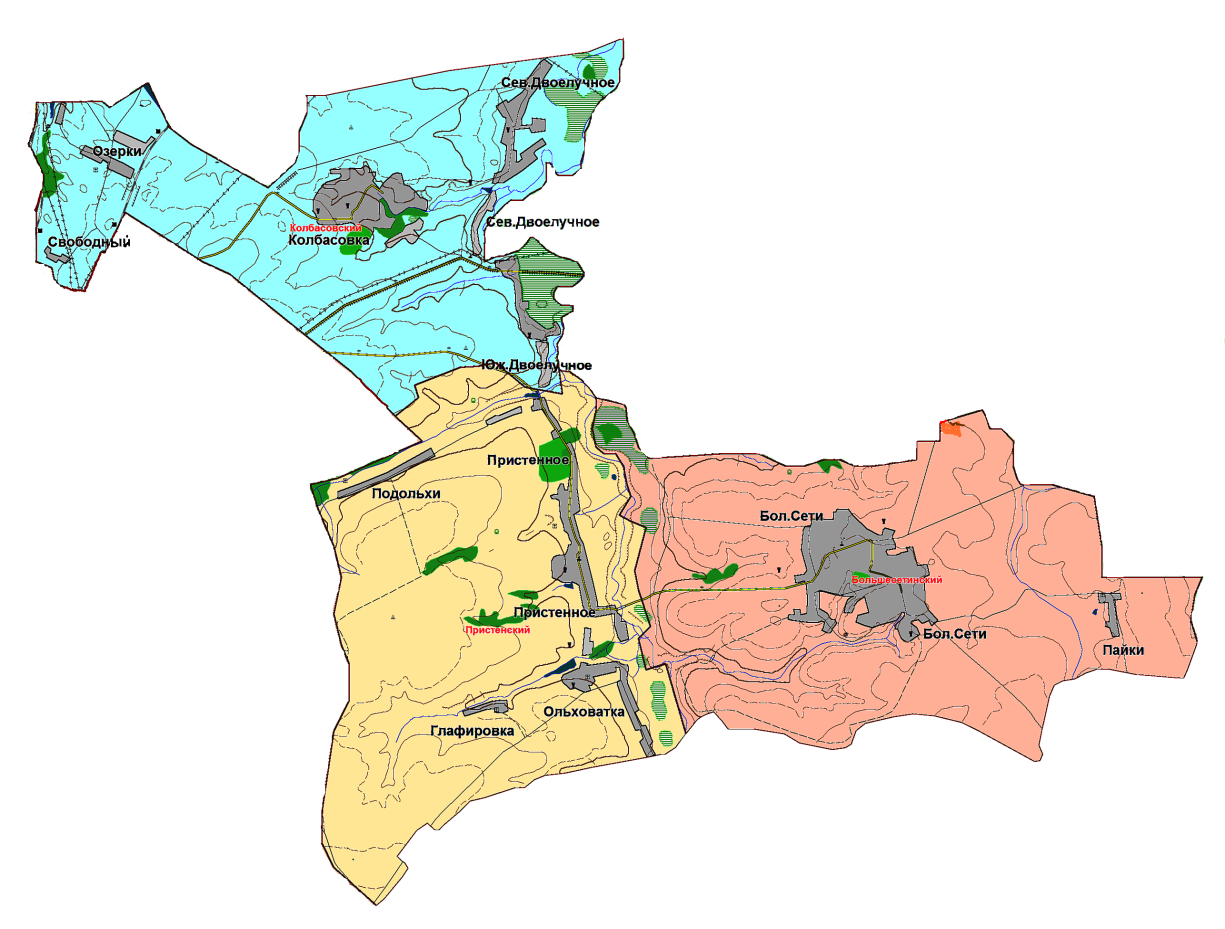 Сев.Двоелучное
Озерки
Сев.Двоелучное
Колбасовский
Колбасовка
Свободный
Юж.Двоелучное
Пристенное
Подольхи
Бол.Сети
Большесетинский
Пристенное
Пристенский
Бол.Сети
Пайки
Ольховатка
Глафировка